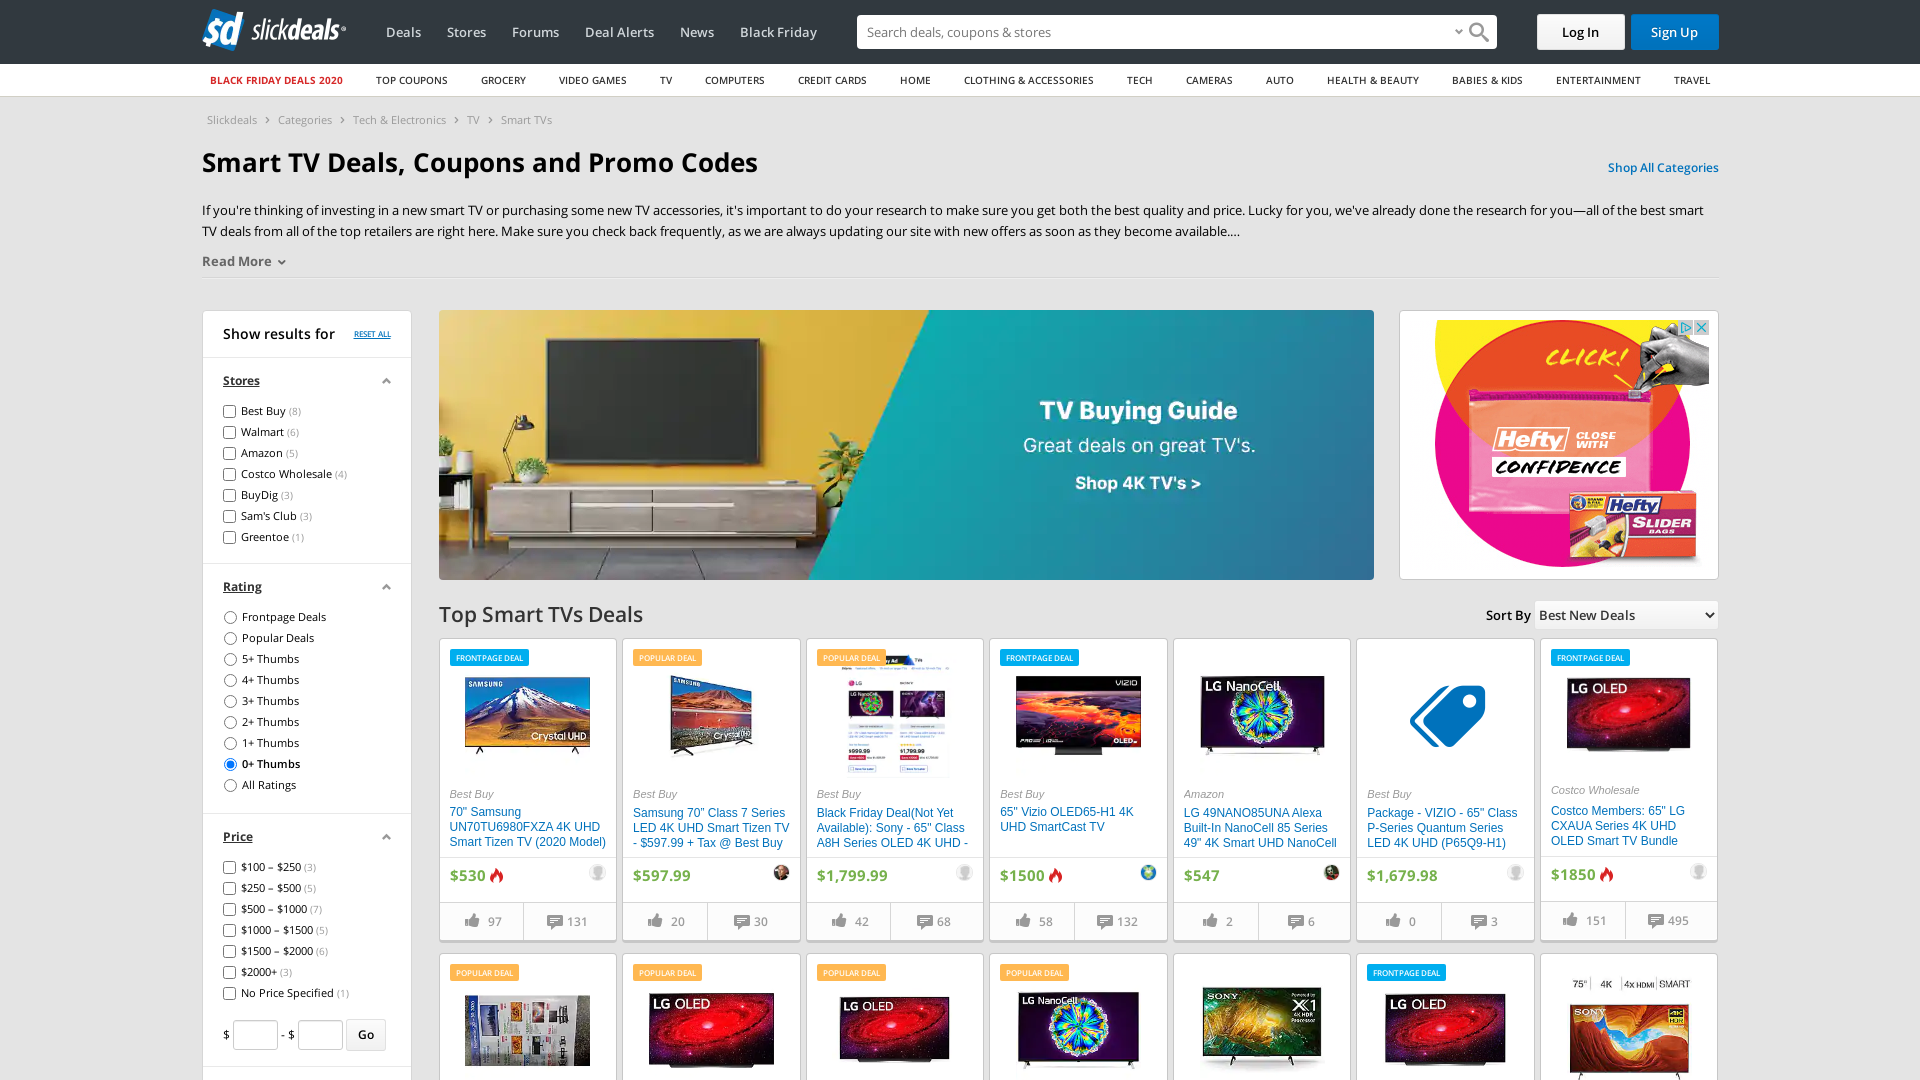 slickdeals
Deals
Stores
Forums
Deal Alerts
News
Black Friday
Search deals, coupons & stores
Log In
Sign Up
BLACK FRIDAY DEALS 2020
TOP COUPONS
GROCERY
VIDEO GAMES
TV
COMPUTERS
CREDIT CARDS
HOME
CLOTHING & ACCESSORIES
TECH
CAMERAS
AUTO
HEALTH & BEAUTY
BABIES & KIDS
ENTERTAINMENT
TRAVEL
Slickdeals > Categories > Tech & Electronics > TV > Smart TVs
Smart TV Deals, Coupons and Promo Codes
Shop All Categories
If you're thinking of investing in a new smart TV or purchasing some new TV accessories, it's important to do your research to make sure you get both the best quality and price. Lucky for you, we've already done the research for you—all of the best smart
TV deals from all of the top retailers are right here. Make sure you check back frequently, as we are always updating our site with new offers as soon as they become available.…
Read More
Show results for
RESET ALL
Stores
Best Buy (8)
Walmart (6)
Amazon (5)
Costco Wholesale (4)
BuyDig (3)
Sam's Club (3)
Greentoe (1)
Rating
Frontpage Deals
Popular Deals
5+ Thumbs
4+ Thumbs
3+ Thumbs
2+ Thumbs
1+ Thumbs
0+ Thumbs
All Ratings
Price
$100 – $250 (3)
$250 – $500 (5)
$500 – $1000 (7)
$1000 – $1500 (5)
$1500 – $2000 (6)
$2000+ (3)
No Price Specified (1)
$ - $ Go
TV Buying Guide
Great deals on great TV's.
Shop 4K TV's >
CLICK!
Hefty CLOSE WITH
CONFIDENCE
Hefty
SLIDER
BAGS
Top Smart TVs Deals
Sort By Best New Deals
FRONTPAGE DEAL
SAMSUNG
Crystal UHD
Best Buy
70" Samsung
UN70TU6980FXZA 4K UHD
Smart Tizen TV (2020 Model)
$530
97
131
POPULAR DEAL
SAMSUNG
Crystal UHD
Best Buy
Samsung 70" Class 7 Series
LED 4K UHD Smart Tizen TV
- $597.99 + Tax @ Best Buy
$597.99
20
30
POPULAR DEAL
LG
LG NanoCell
$999.99
$1,799.99
Best Buy
Black Friday Deal(Not Yet
Available): Sony - 65" Class
A8H Series OLED 4K UHD -
$1,799.99
42
68
FRONTPAGE DEAL
VIZIO
OLED
Best Buy
65" Vizio OLED65-H1 4K
UHD SmartCast TV
$1500
58
132
LG NanoCell
Amazon
LG 49NANO85UNA Alexa
Built-In NanoCell 85 Series
49" 4K Smart UHD NanoCell
$547
2
6
Best Buy
Package - VIZIO - 65" Class
P-Series Quantum Series
LED 4K UHD (P65Q9-H1)
$1,679.98
0
3
FRONTPAGE DEAL
LG OLED
Costco Wholesale
Costco Members: 65" LG
CXAUA Series 4K UHD
OLED Smart TV Bundle
$1850
151
495
POPULAR DEAL
POPULAR DEAL
LG OLED
POPULAR DEAL
LG OLED
POPULAR DEAL
LG NanoCell
SONY
Powered by
X1
4K HDR
Processor
FRONTPAGE DEAL
LG OLED
75" 4K 4x HDMI SMART
SONY
4K
HDR